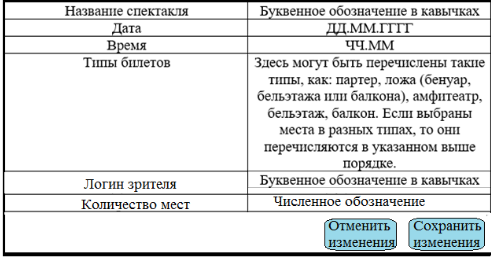 Название спектакля Буквенное обозначение в кавычках
Дата ДД.ММ.ГГГГ
Время ЧЧ.ММ
Типы билетов Здесь могут быть перечислены такие
типы, как: партер, ложа (бенуар,
бельэтажа или балкона), амфитеатр,
бельэтаж, балкон. Если выбраны
места в разных типах, то они
перечисляются в указанном выше
порядке.
Логин зрителя Буквенное обозначение в кавычках
Количество мест Численное обозначение
Отменить Сохранить
изменения изменения